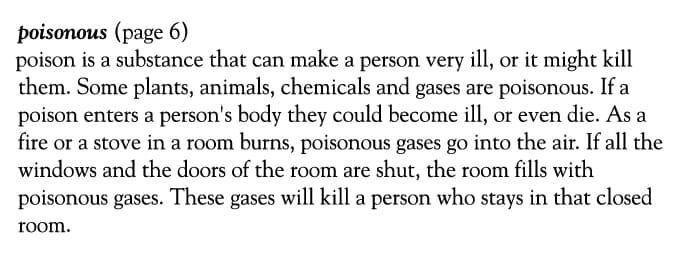 poisonous (page 6)
poison is a substance that can make a person very ill, or it might kill
them. Some plants, animals, chemicals and gases are poisonous. If a
poison enters a person's body they could become ill, or even die. As a
fire or a stove in a room burns, poisonous gases go into the air. If all the
windows and the doors of the room are shut, the room fills with
poisonous gases. These gases will kill a person who stays in that closed
room.